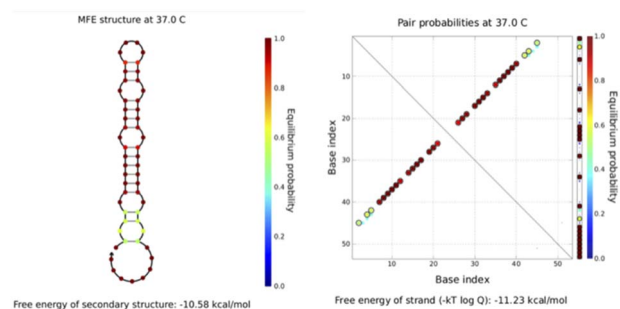 MFE structure at 37.0 C
1.0
0.8
0.6
0.4
0.2
0.0
Equilibrium probability
Free energy of secondary structure: -10.58 kcal/mol
Pair probabilities at 37.0 C
10
20
30
40
50
Base index
10
20
30
40
50
Base index
1.0
0.8
0.6
0.4
0.2
0.0
Equilibrium probability
Free energy of strand (-kT log Q): -11.23 kcal/mol